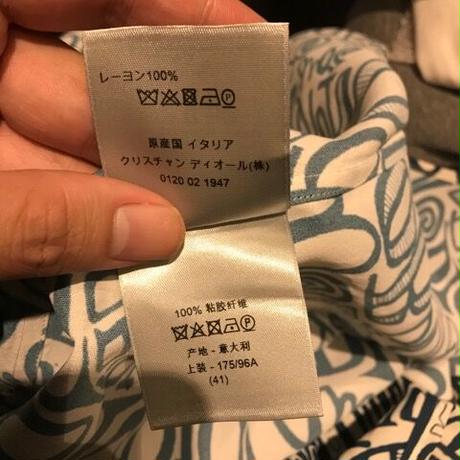 レーヨン100%
原産国 イタリア
クリスチャン ディオール(株)
0120 02 1947
100% 粘胶纤维
产地 - 意大利
上装 - 175/96A
(41)